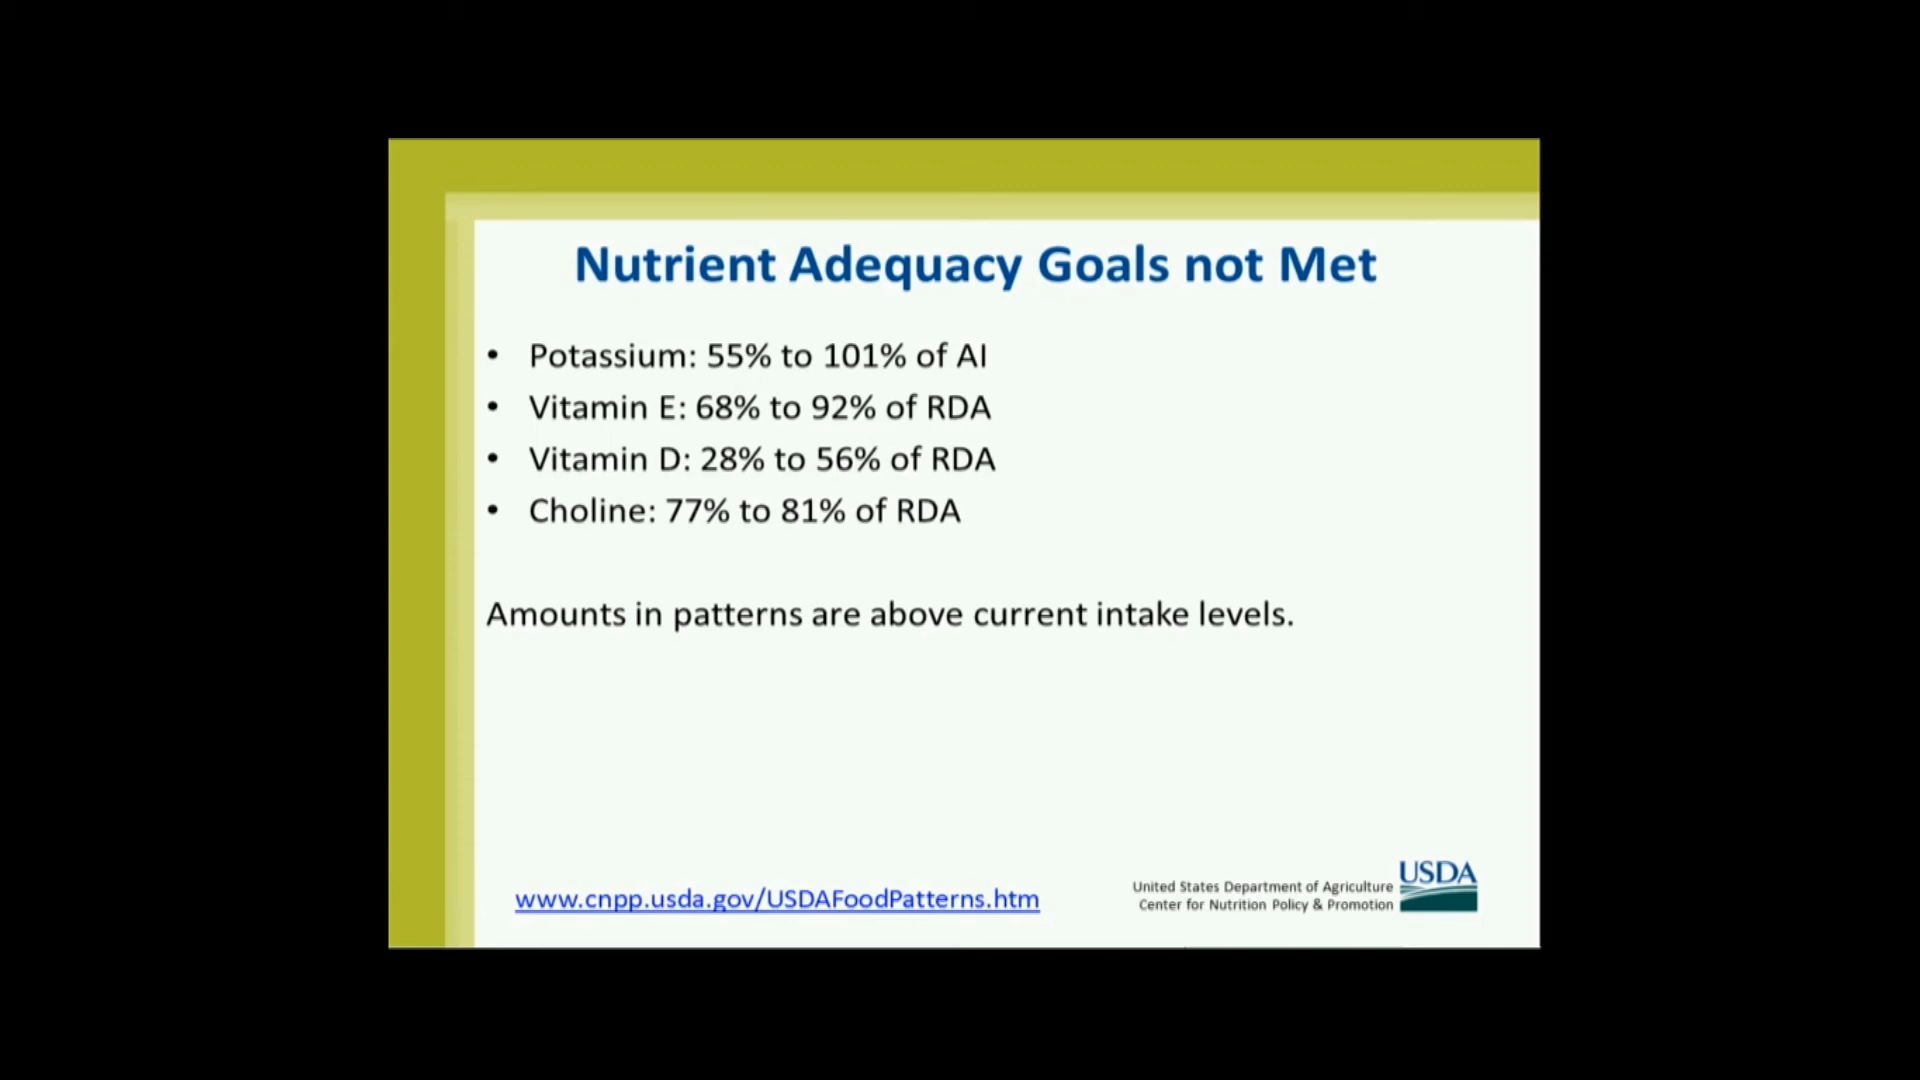 Nutrient Adequacy Goals not Met
• Potassium: 55% to 101% of AI
• Vitamin E: 68% to 92% of RDA
• Vitamin D: 28% to 56% of RDA
• Choline: 77% to 81% of RDA
Amounts in patterns are above current intake levels.
www.cnpp.usda.gov/USDAFoodPatterns.htm
United States Department of Agriculture
Center for Nutrition Policy & Promotion
USDA